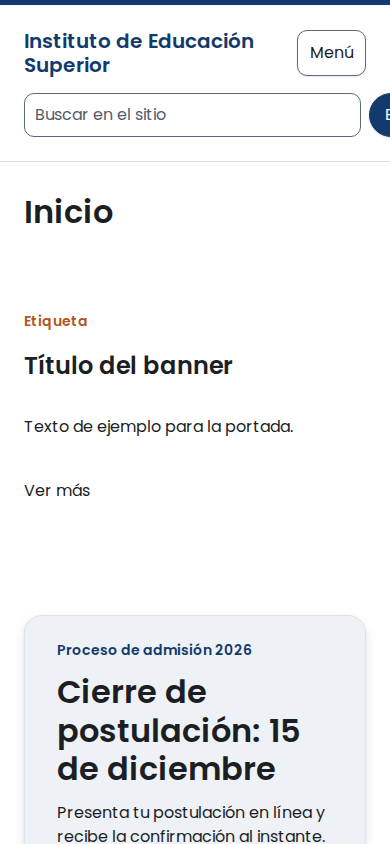 Instituto de Educación
Superior
Menú
Buscar en el sitio
Inicio
Etiqueta
Título del banner
Texto de ejemplo para la portada.
Ver más
Proceso de admisión 2026
Cierre de
postulación: 15
de diciembre
Presenta tu postulación en línea y
recibe la confirmación al instante.